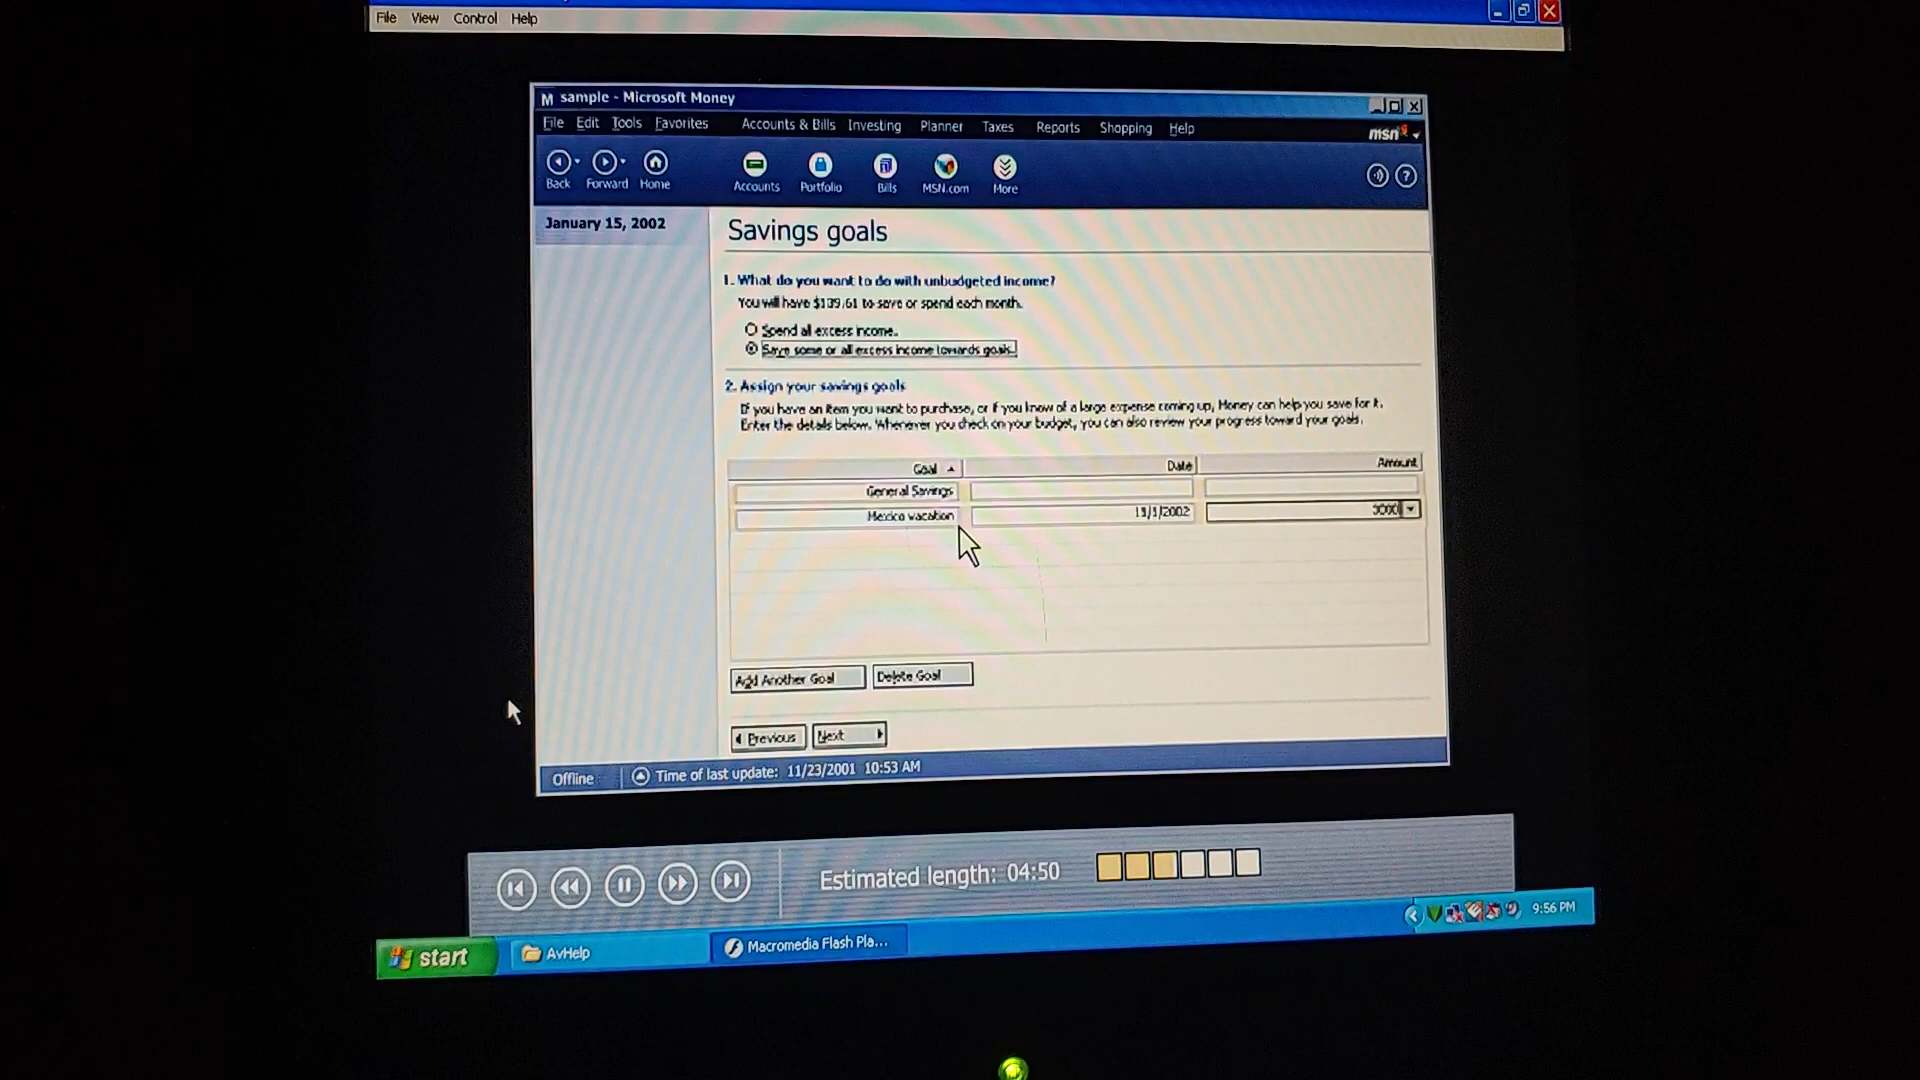 File View Control Help
sample - Microsoft Money
File Edit Tools Favorites Accounts & Bills Investing Planner Taxes Reports Shopping Help
msn
Back Forward Home Accounts Portfolio Bills MSN.com More
January 15, 2002
Savings goals
1. What do you want to do with unbudgeted income?
You will have $139.61 to save or spend each month.
Spend all excess income.
Save some or all excess income towards goals.
2. Assign your savings goals
If you have an item you want to purchase, or if you know of a large expense coming up, Money can help you save for it.
Enter the details below. Whenever you check on your budget, you can also review your progress toward your goals.
Goal Date Amount
General Savings
Mexico vacation
Add Another Goal Delete Goal
Previous Next
Offline Time of last update: 11/23/2001 10:53 AM
Estimated length: 04:50
start AvHelp Macromedia Flash Pla... 9:56 PM